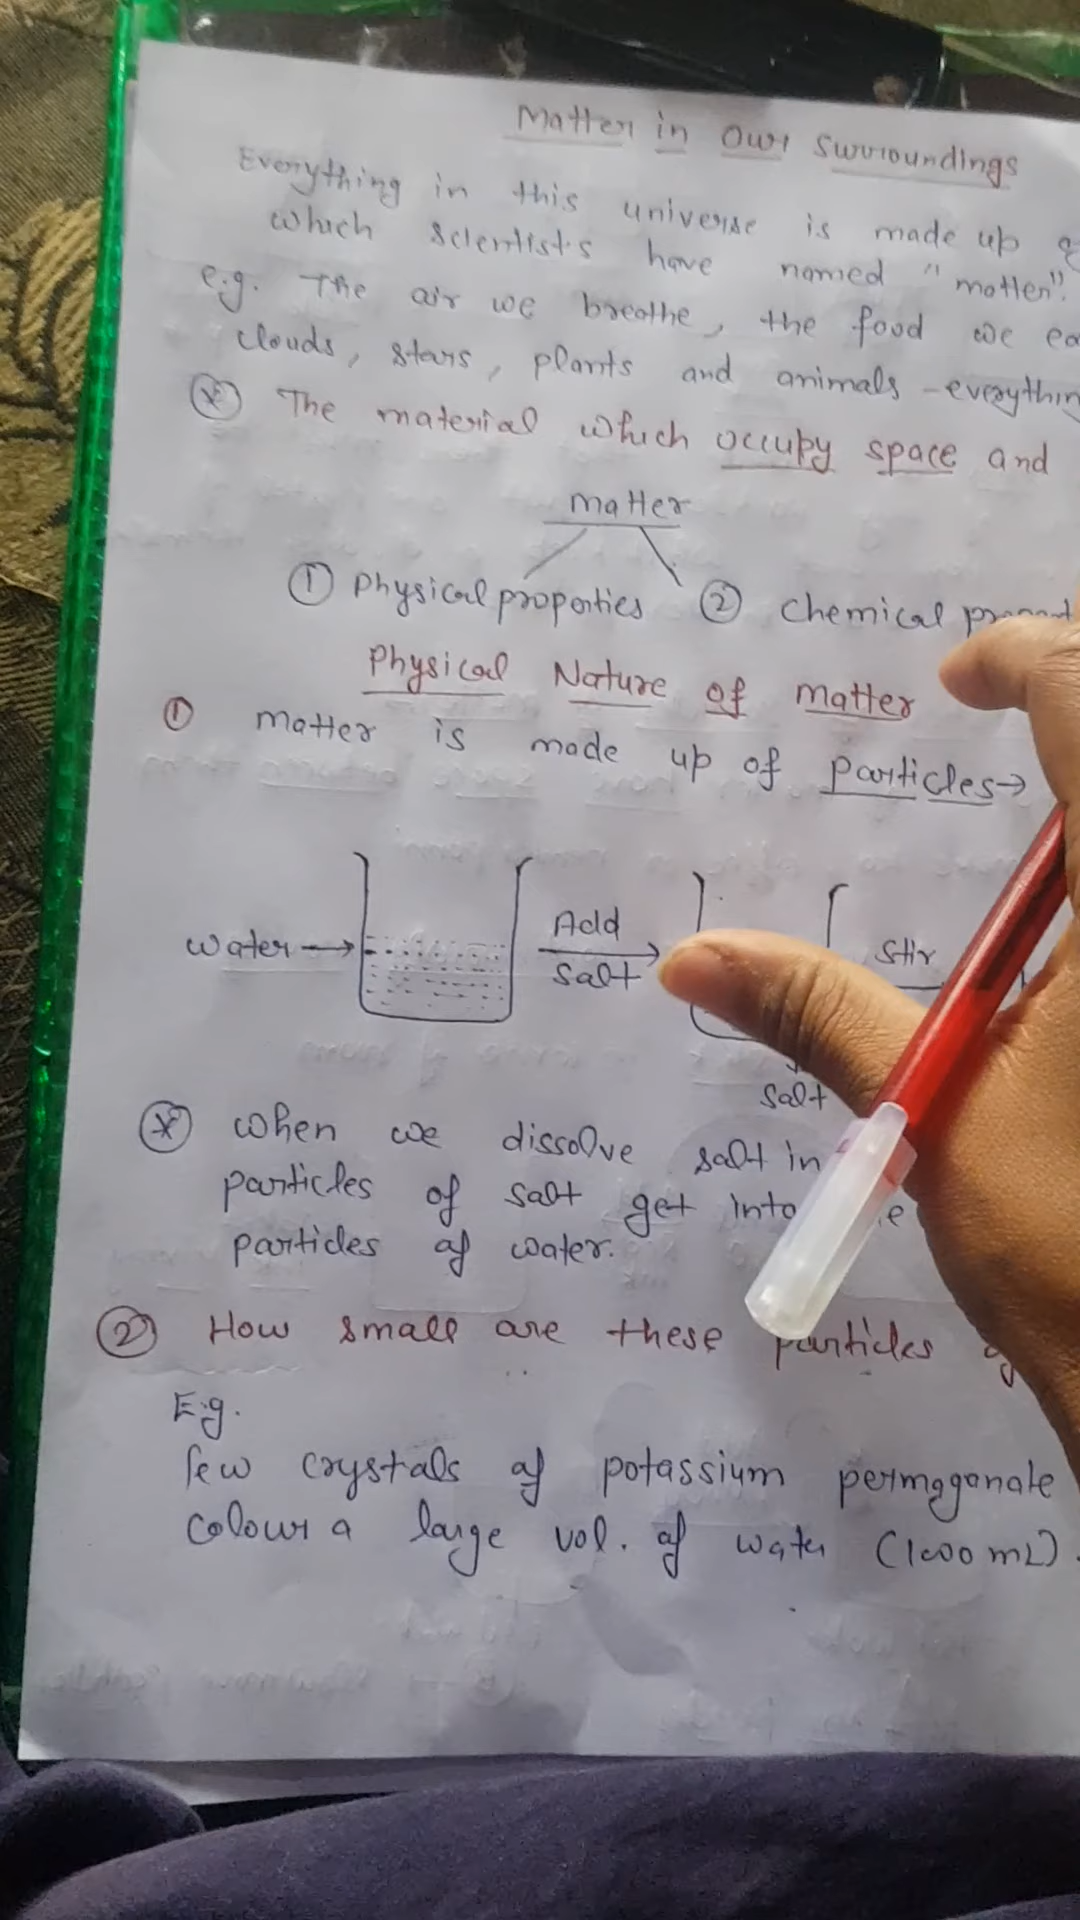 Matter in Our Surroundings
Everything in this universe is made up
which scientists have named "matter".
e.g. The air we breathe, the food we
clouds, stars, plants and animals - everything
The material which occupy space and
Matter
① Physical properties ② Chemical
Physical Nature of matter
① matter is made up of particles→
water → Add Salt → Stir
Salt
When we dissolve salt in
particles of salt get into
particles of water.
② How small are these particles
E.g.
few crystals of potassium permaganate
colour a large vol. of water (1000 mL).